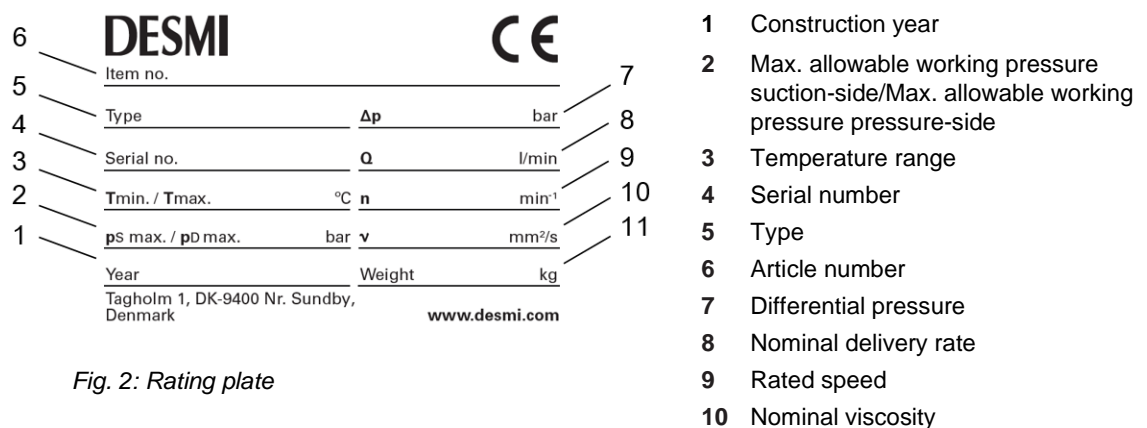 DESMI CE
6
Item no.
7
5
Type Δp bar
8
4
Serial no. Q l/min
9
3
Tmin. / Tmax. °C n min-1
10
2
pS max. / pD max. bar ν mm²/s
11
1
Year Weight kg
Tagholm 1, DK-9400 Nr. Sundby,
Denmark www.desmi.com
Fig. 2: Rating plate
1 Construction year
2 Max. allowable working pressure
suction-side/Max. allowable working
pressure pressure-side
3 Temperature range
4 Serial number
5 Type
6 Article number
7 Differential pressure
8 Nominal delivery rate
9 Rated speed
10 Nominal viscosity